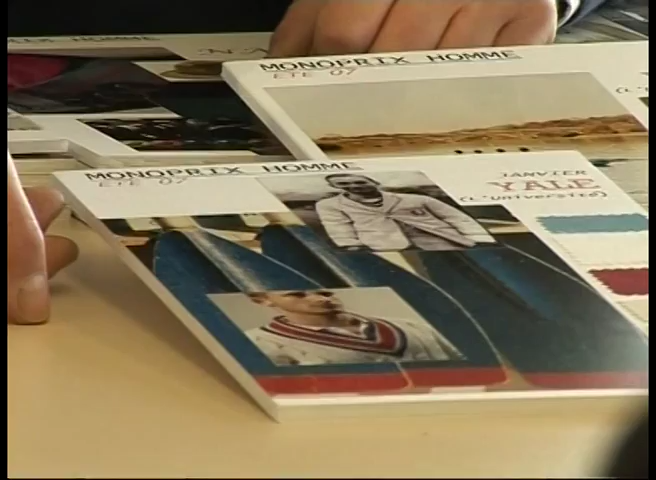 MONOPRIX HOMME
ETE 07
MONOPRIX HOMME
ETE 07
JANVIER
YALE
(L'université)